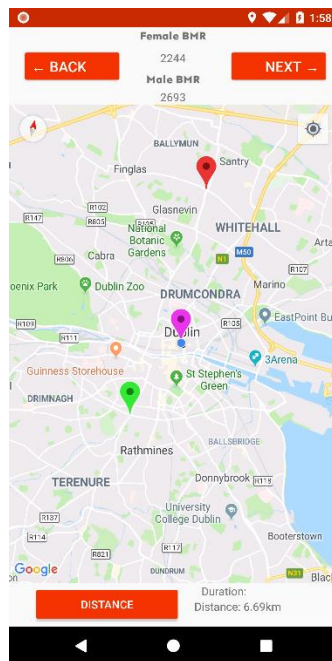 1:58
Female BMR
← BACK
2244
NEXT →
Male BMR
2693
BALLYMUN
Santry
Finglas
R102
Glasnevin
R147
R805
National
Botanic
Gardens
WHITEHALL
N1
M50
Arta
R806
Cabra
R107
oenix Park
Dublin Zoo
Marino
DRUMCONDRA
R109
Dublin
R105
EastPoint Bu
R111
Guinness Storehouse
3Arena
St Stephen's
Green
DRIMNAGH
BALLSBRIDGE
Rathmines
TERENURE
Donnybrook
R118
University
College Dublin
R137
R114
Booterstown
R821
R117
DUNDRUM
N31
Blac
on
Google
DISTANCE
Duration:
Distance: 6.69km